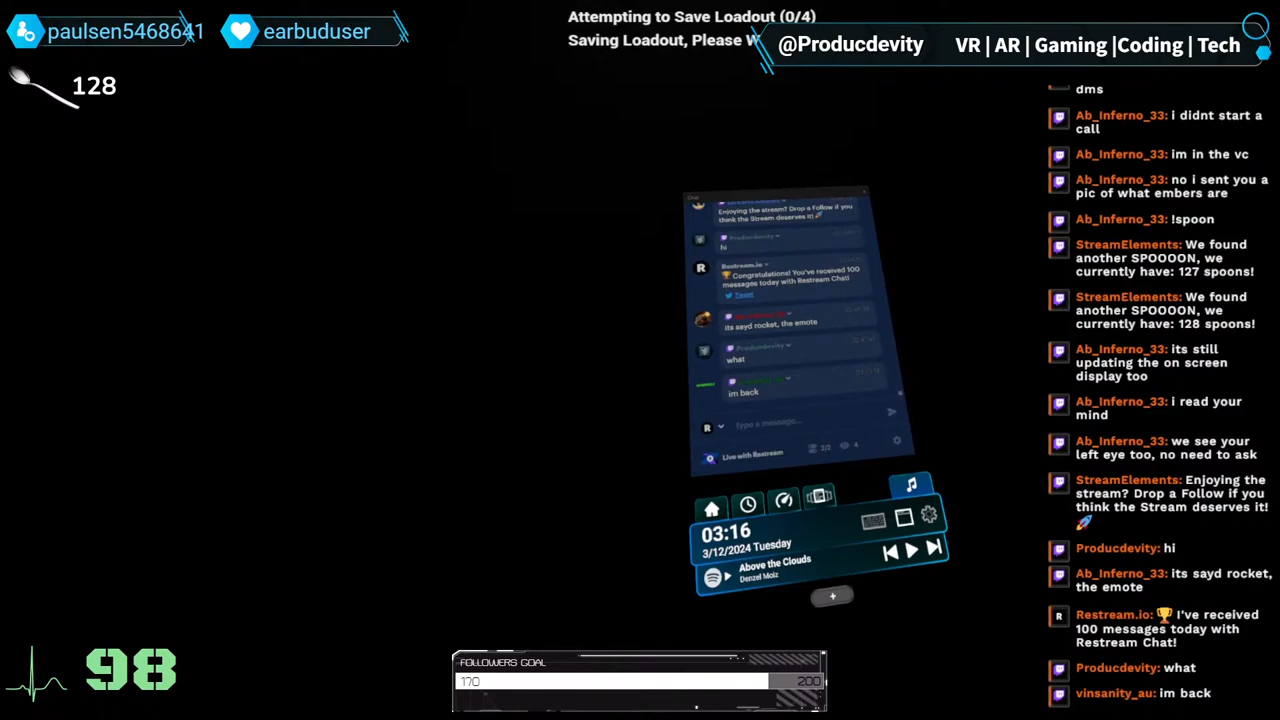 paulsen5468641
earbuduser
Attempting to Save Loadout (0/4)
Saving Loadout, Please W
@Producdevity
VR | AR | Gaming |Coding | Tech
128
dms
Ab_Inferno_33: i didnt start a
call
Ab_Inferno_33: im in the vc
Ab_Inferno_33: no i sent you a
pic of what embers are
Ab_Inferno_33: !spoon
StreamElements: We found
another SPOOOON, we
currently have: 127 spoons!
StreamElements: We found
another SPOOOON, we
currently have: 128 spoons!
Ab_Inferno_33: its still
updating the on screen
display too
Ab_Inferno_33: i read your
mind
Ab_Inferno_33: we see your
left eye too, no need to ask
StreamElements: Enjoying the
stream? Drop a Follow if you
think the Stream deserves it!
Producdevity: hi
Ab_Inferno_33: its sayd rocket,
the emote
Restream.io: 🏆 I've received
100 messages today with
Restream Chat!
Producdevity: what
vinsanity_au: im back
Chat
Enjoying the stream? Drop a Follow if you
think the Stream deserves it!
Producdevity
hi
R
Restream.io
Congratulations! You've received 100
messages today with Restream Chat!
Tweet
its sayd rocket, the emote
Producdevity
what
im back
R
Type a message...
Live with Restream
2/2
4
03:16
3/12/2024 Tuesday
Above the Clouds
Denzel Moiz
+
98
FOLLOWERS GOAL
170
200